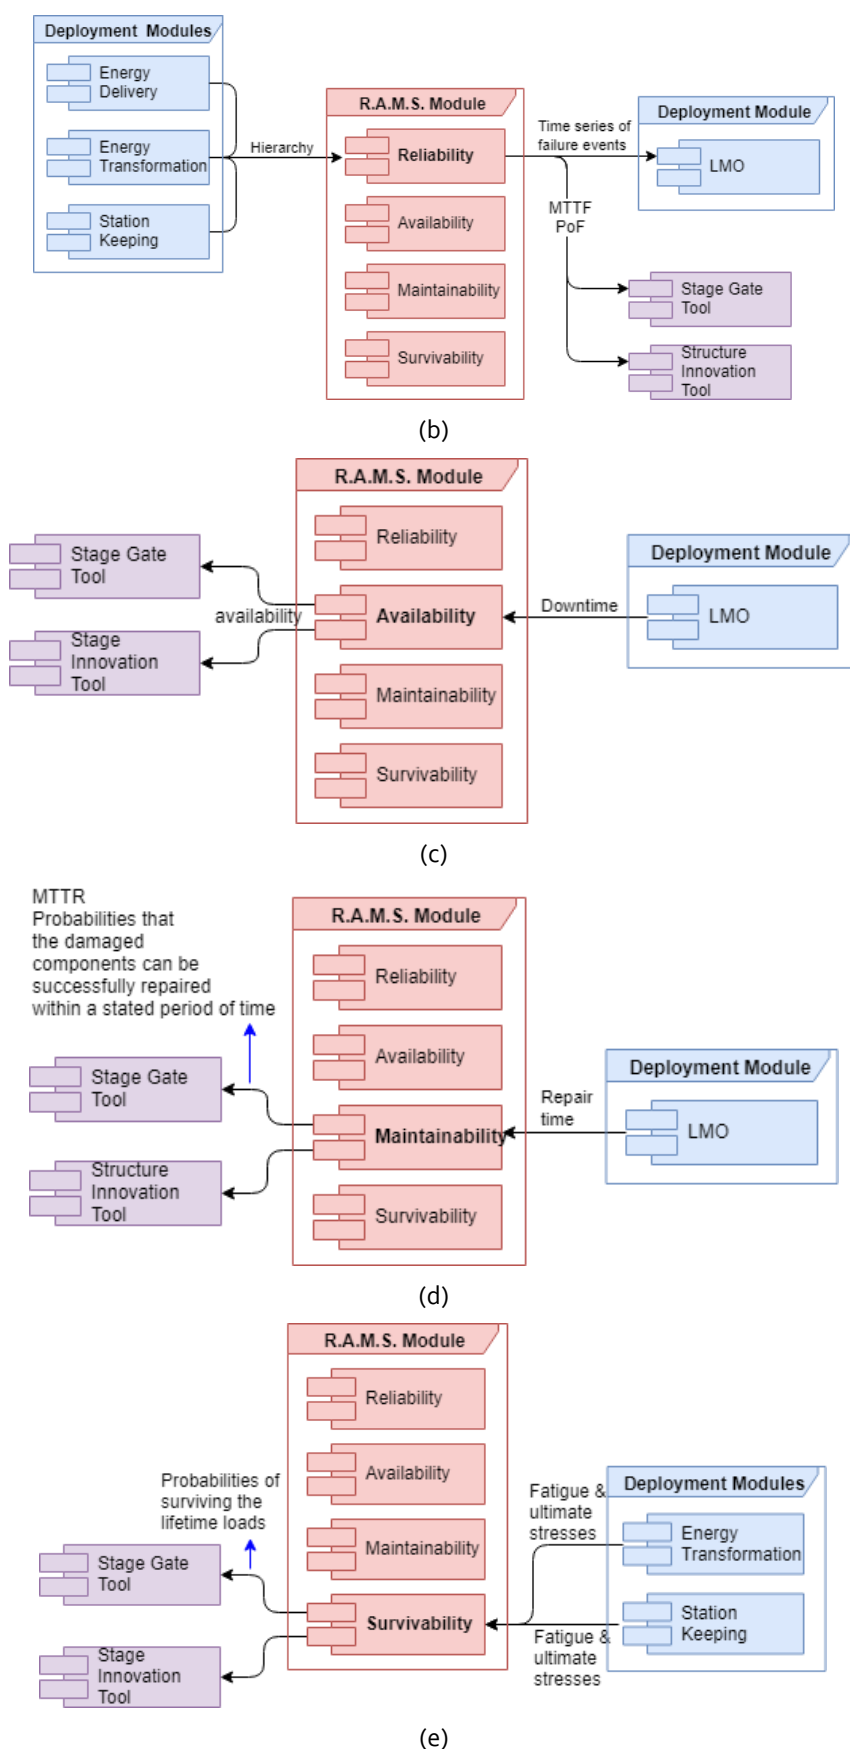 Deployment Modules
Energy
Delivery
Energy
Transformation
Station
Keeping
Hierarchy
R.A.M.S. Module
Reliability
Availability
Maintainability
Survivability
Time series of
failure events
MTTF
PoF
Deployment Module
LMO
Stage Gate
Tool
Structure
Innovation
Tool
(b)
R.A.M.S. Module
Reliability
Availability
Maintainability
Survivability
Stage Gate
Tool
Stage
Innovation
Tool
availability
Downtime
Deployment Module
LMO
(c)
MTTR
Probabilities that
the damaged
components can be
successfully repaired
within a stated period of time
R.A.M.S. Module
Reliability
Availability
Maintainability
Survivability
Stage Gate
Tool
Structure
Innovation
Tool
Repair
time
Deployment Module
LMO
(d)
R.A.M.S. Module
Reliability
Availability
Maintainability
Survivability
Probabilities of
surviving the
lifetime loads
Stage Gate
Tool
Stage
Innovation
Tool
Fatigue &
ultimate
stresses
Fatigue &
ultimate
stresses
Deployment Modules
Energy
Transformation
Station
Keeping
(e)